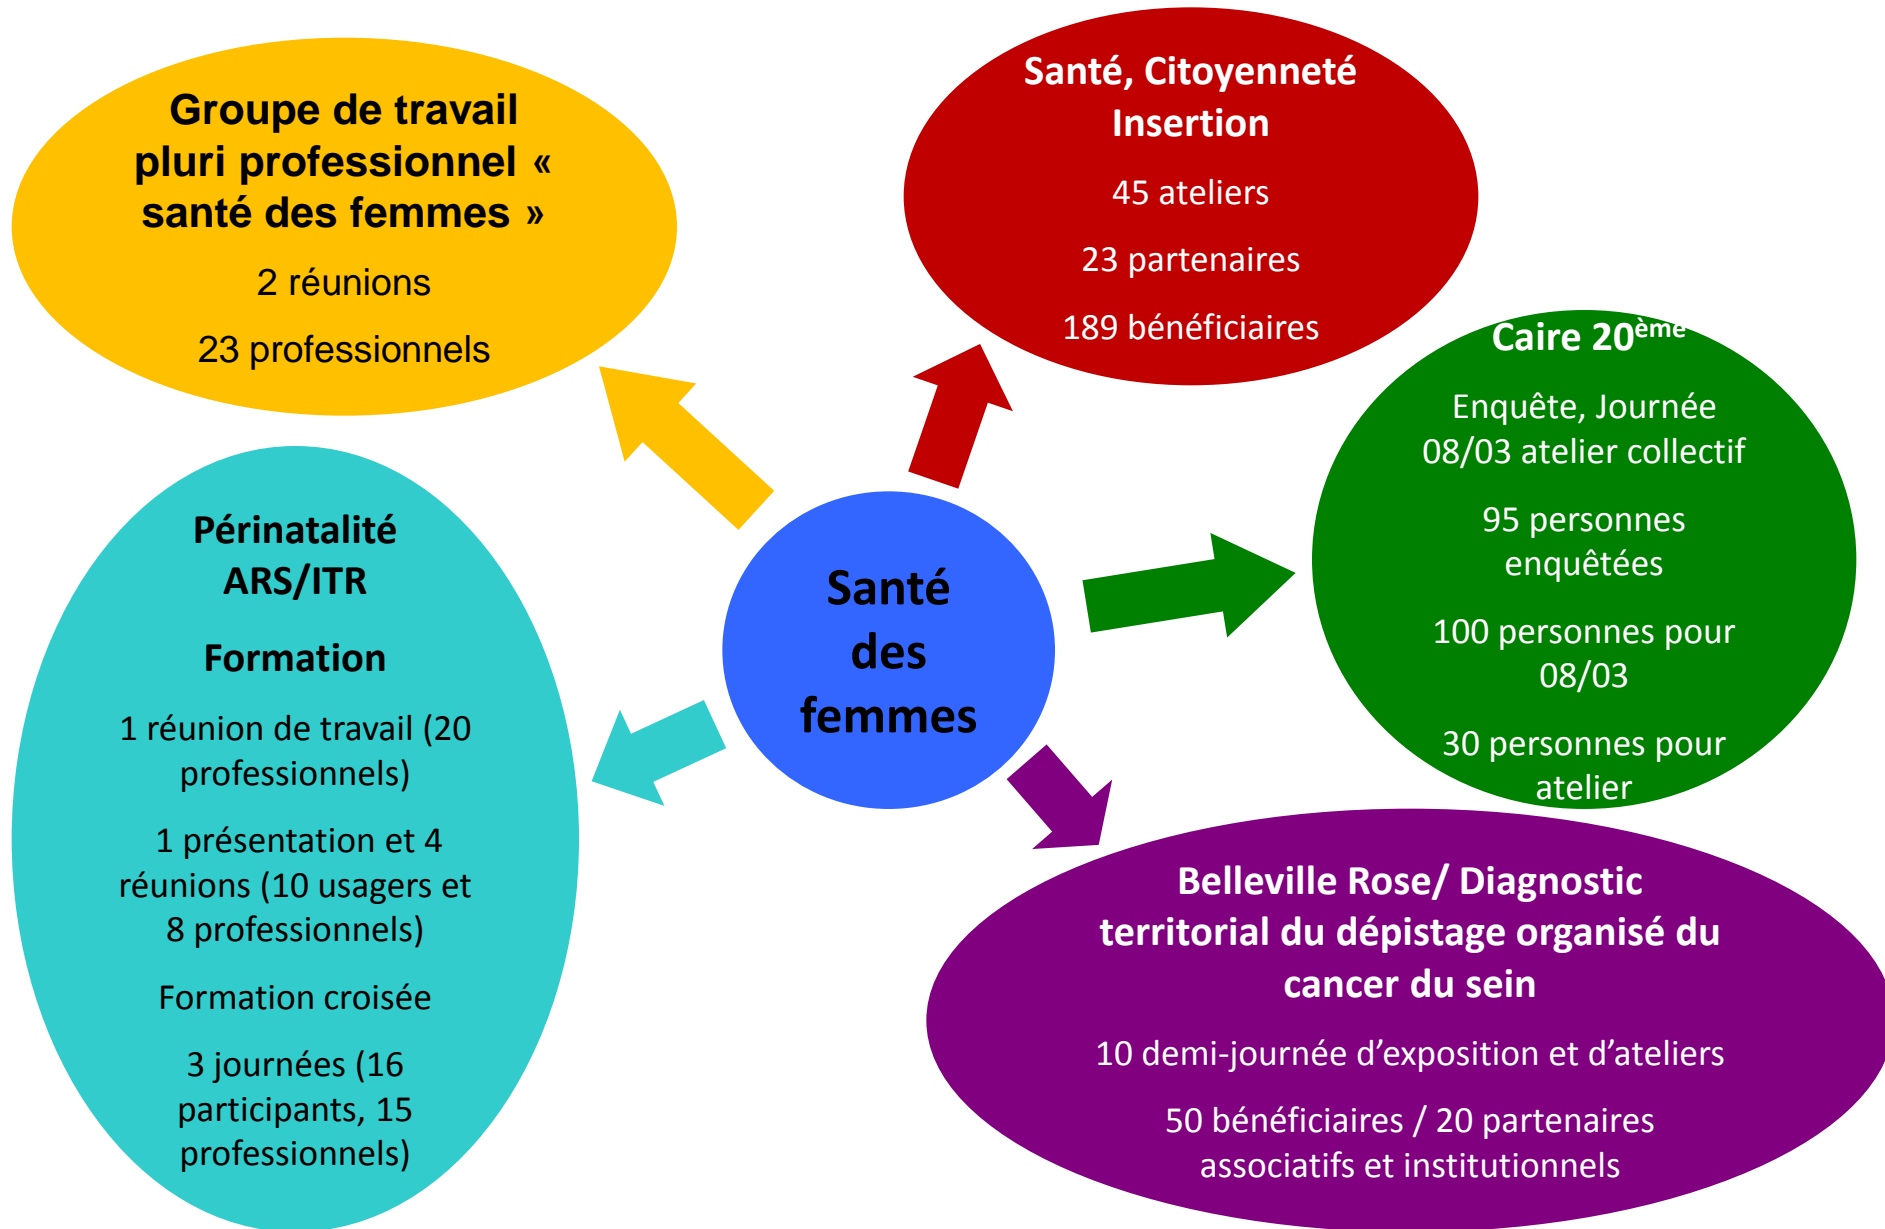 Groupe de travail
pluri professionnel «
santé des femmes »
2 réunions
23 professionnels
Santé, Citoyenneté
Insertion
45 ateliers
23 partenaires
189 bénéficiaires
Caire 20ème
Enquête, Journée
08/03 atelier collectif
95 personnes
enquêtées
100 personnes pour
08/03
30 personnes pour
atelier
Santé
des
femmes
Périnatalité
ARS/ITR
Formation
1 réunion de travail (20
professionnels)
1 présentation et 4
réunions (10 usagers et
8 professionnels)
Formation croisée
3 journées (16
participants, 15
professionnels)
Belleville Rose/ Diagnostic
territorial du dépistage organisé du
cancer du sein
10 demi-journée d’exposition et d’ateliers
50 bénéficiaires / 20 partenaires
associatifs et institutionnels